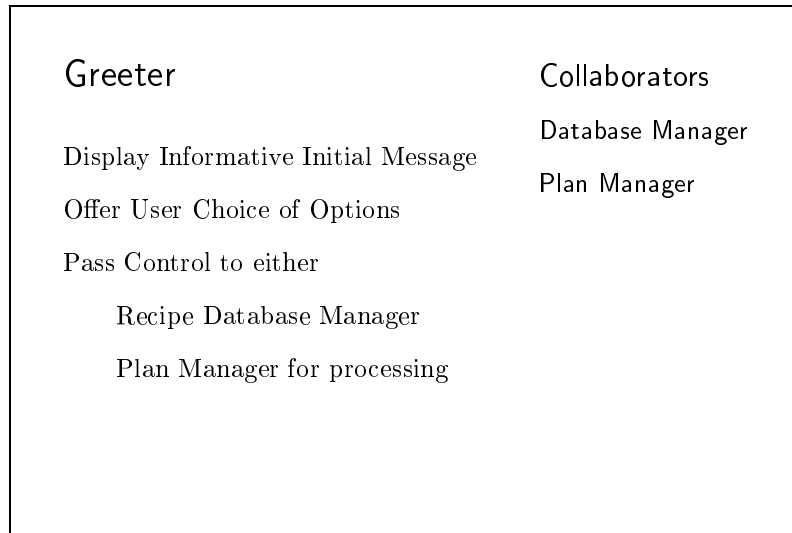 Greeter
Display Informative Initial Message
Offer User Choice of Options
Pass Control to either
Recipe Database Manager
Plan Manager for processing
Collaborators
Database Manager
Plan Manager